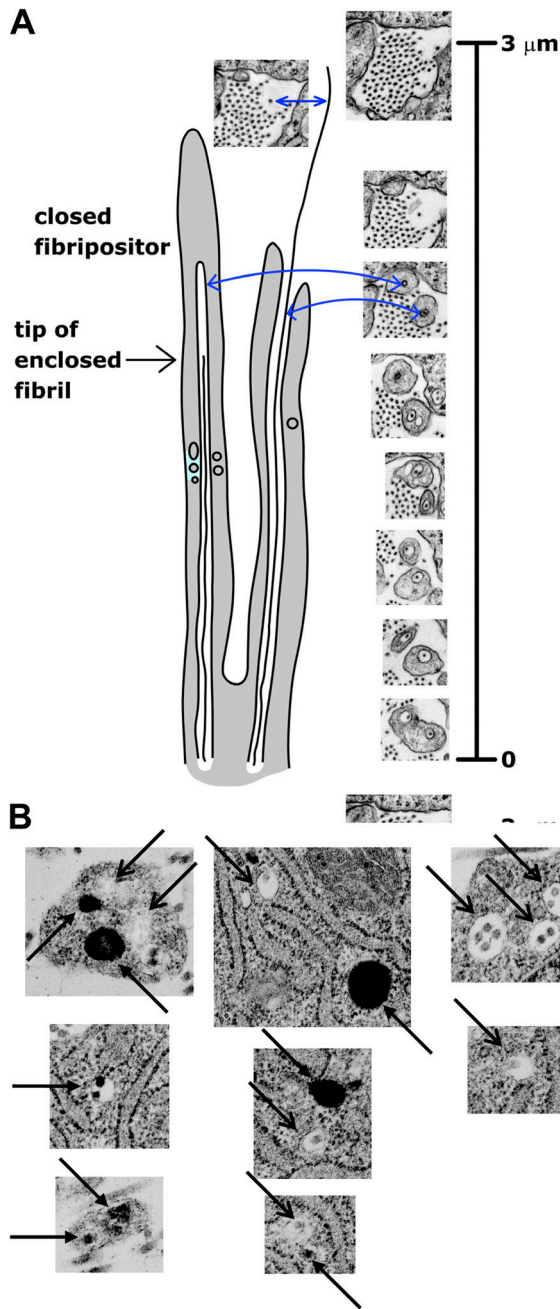 A
3 μm
closed
fibripositor
tip of
enclosed
fibril
0
B